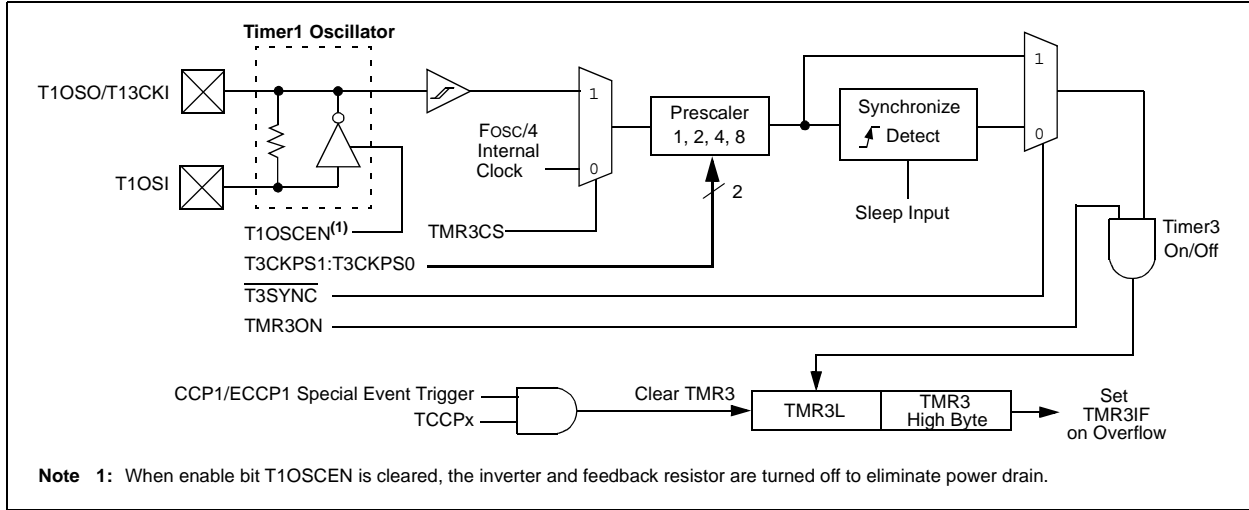 Timer1 Oscillator
T1OSO/T13CKI
T1OSI
FOSC/4
Internal
Clock
1
0
Prescaler
1, 2, 4, 8
2
Synchronize
Detect
Sleep Input
1
0
T1OSCEN(1)
TMR3CS
T3CKPS1:T3CKPS0
T3SYNC
TMR3ON
Timer3
On/Off
CCP1/ECCP1 Special Event Trigger
TCCPx
Clear TMR3
TMR3L
TMR3
High Byte
Set
TMR3IF
on Overflow
Note 1: When enable bit T1OSCEN is cleared, the inverter and feedback resistor are turned off to eliminate power drain.